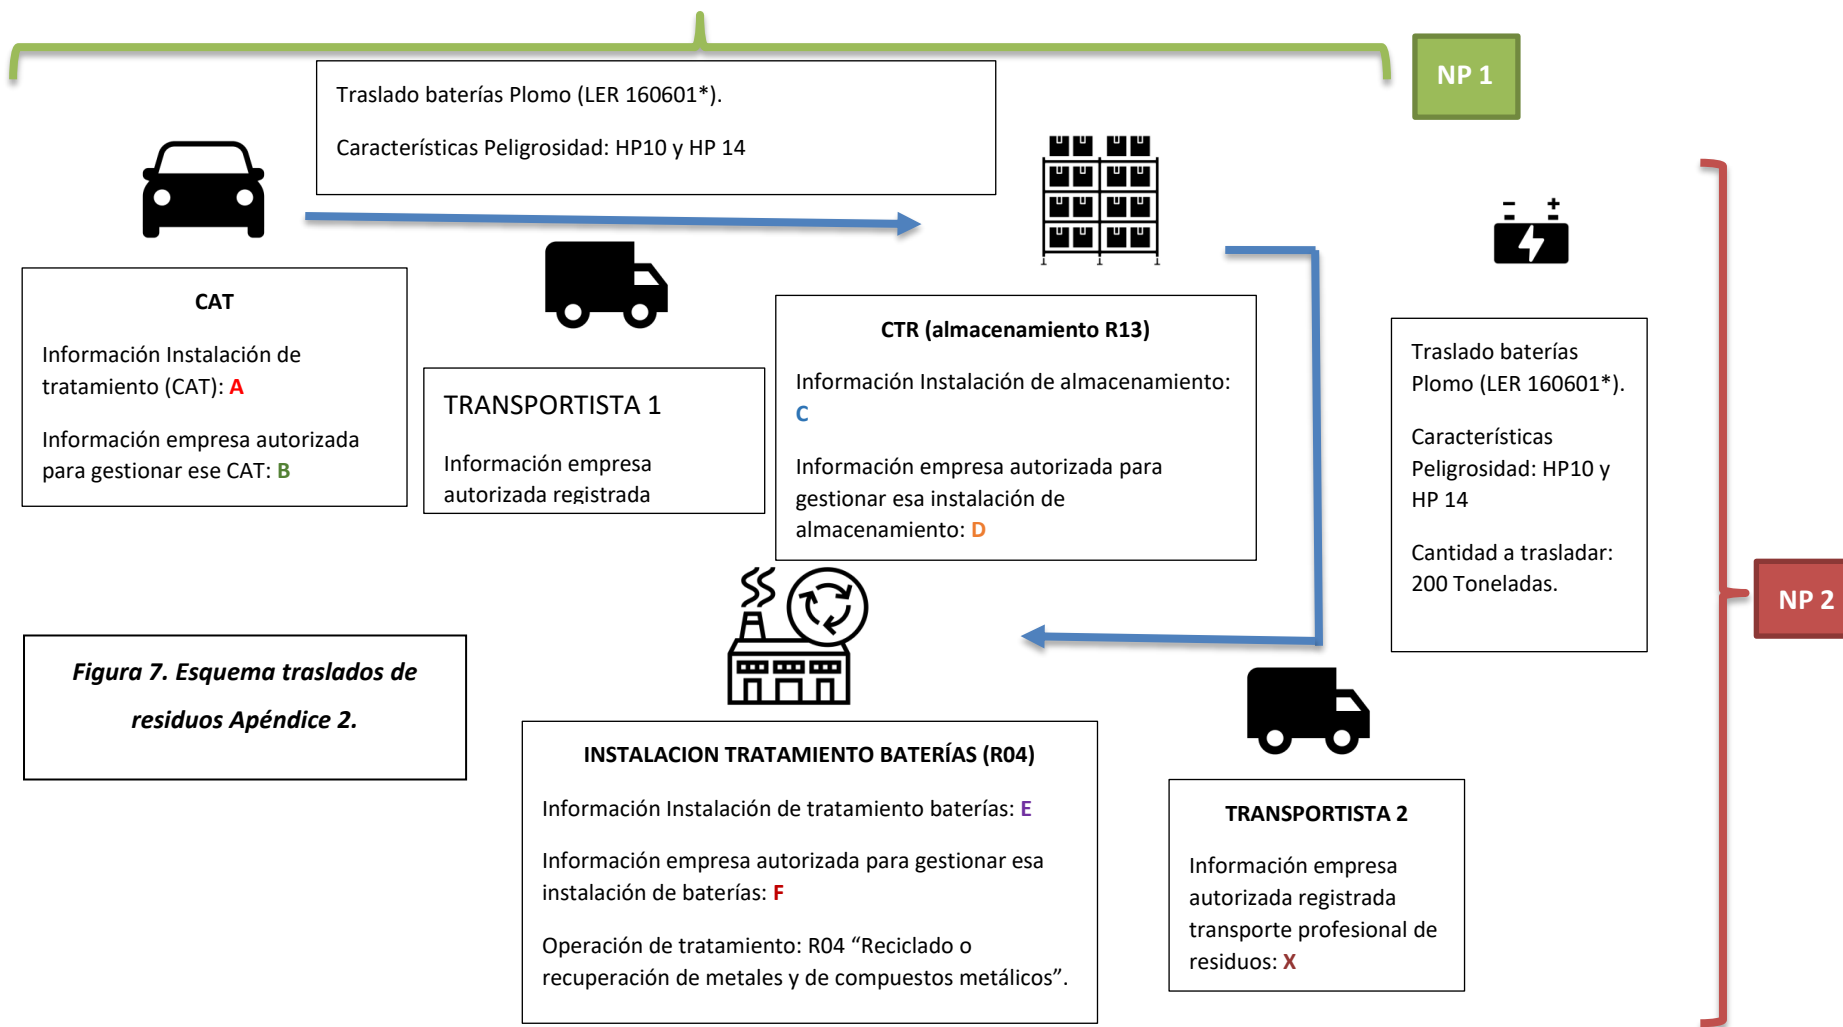 NP 1
Traslado baterías Plomo (LER 160601*).
Características Peligrosidad: HP10 y HP 14
CAT
Información Instalación de
tratamiento (CAT): A
Información empresa autorizada
para gestionar ese CAT: B
TRANSPORTISTA 1
Información empresa
autorizada registrada
CTR (almacenamiento R13)
Información Instalación de almacenamiento:
C
Información empresa autorizada para
gestionar esa instalación de
almacenamiento: D
Traslado baterías
Plomo (LER 160601*).
Características
Peligrosidad: HP10 y
HP 14
Cantidad a trasladar:
200 Toneladas.
NP 2
Figura 7. Esquema traslados de
residuos Apéndice 2.
INSTALACION TRATAMIENTO BATERÍAS (R04)
Información Instalación de tratamiento baterías: E
Información empresa autorizada para gestionar esa
instalación de baterías: F
Operación de tratamiento: R04 “Reciclado o
recuperación de metales y de compuestos metálicos”.
TRANSPORTISTA 2
Información empresa
autorizada registrada
transporte profesional de
residuos: X